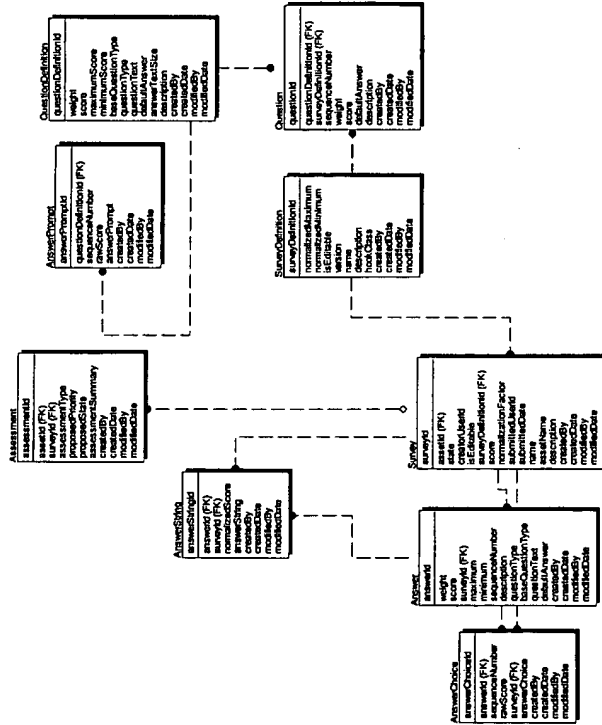 QuestionDefinition
questionDefinitionId
weight
score
maximumScore
minimumScore
baseQuestionType
questionType
questionText
defaultAnswer
answerTextSize
description
createdBy
createdDate
modifiedBy
modifiedDate
AnswerPrompt
answerPromptId
questionDefinitionId (FK)
sequenceNumber
rawScore
answerPrompt
createdBy
createdDate
modifiedBy
modifiedDate
Question
questionId
questionDefinitionId (FK)
surveyDefinitionId (FK)
sequenceNumber
weight
score
defaultAnswer
description
createdBy
createdDate
modifiedBy
modifiedDate
SurveyDefinition
surveyDefinitionId
normalizedMaximum
normalizedMinimum
isEditable
version
name
description
hookClass
createdBy
createdDate
modifiedBy
modifiedDate
Assessment
assessmentId
assetId (FK)
surveyId (FK)
assessmentType
proposedPriority
proposedState
assessmentSummary
createdBy
createdDate
modifiedBy
modifiedDate
Survey
surveyId
assetId (FK)
state
creatorUserId
isEditable
surveyDefinitionId (FK)
score
normalizationFactor
submittedUserId
submittedDate
name
assetName
description
createdBy
createdDate
modifiedBy
modifiedDate
AnswerString
answerStringId
answerId (FK)
surveyId (FK)
normalizedScore
answerString
createdBy
createdDate
modifiedBy
modifiedDate
Answer
answerId
weight
score
surveyId (FK)
maximum
minimum
sequenceNumber
description
questionType
baseQuestionType
questionText
defaultAnswer
createdBy
createdDate
modifiedBy
modifiedDate
AnswerChoice
answerChoiceId
answerId (FK)
sequenceNumber
rawScore
surveyId (FK)
answerChoice
createdBy
createdDate
modifiedBy
modifiedDate